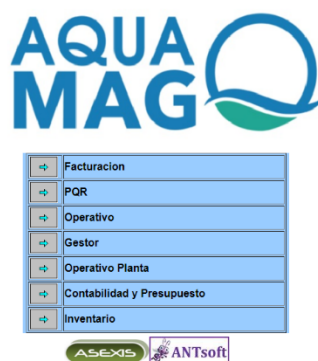 AQUA
MAG
Facturacion
PQR
Operativo
Gestor
Operativo Planta
Contabilidad y Presupuesto
Inventario
ASEXIS ANTsoft